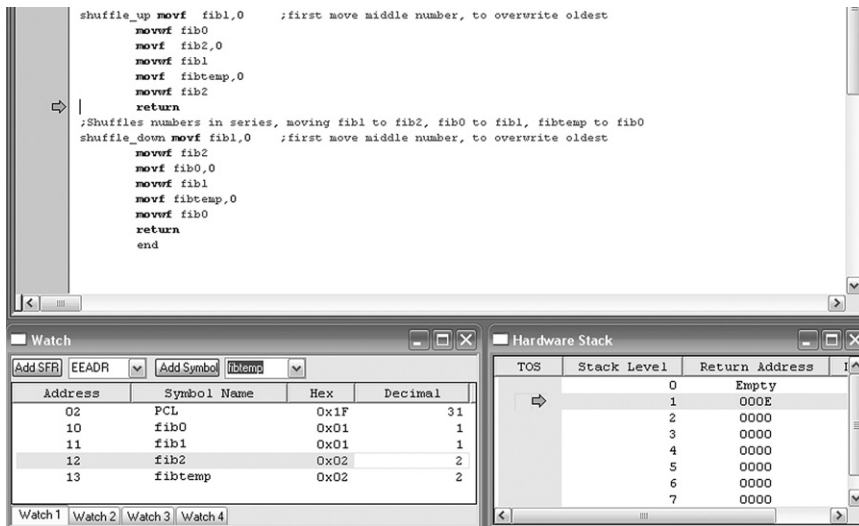 shuffle_up movf fib1,0 ;first move middle number, to overwrite oldest
movwf fib0
movf fib2,0
movwf fib1
movf fibtemp,0
movwf fib2
return
;Shuffles numbers in series, moving fib1 to fib2, fib0 to fib1, fibtemp to fib0
shuffle_down movf fib1,0 ;first move middle number, to overwrite oldest
movwf fib2
movf fib0,0
movwf fib1
movf fibtemp,0
movwf fib0
return
end
Watch
Add SFR EEADR Add Symbol fibtemp
Address Symbol Name Hex Decimal
02 PCL 0x1F 31
10 fib0 0x01 1
11 fib1 0x01 1
12 fib2 0x02 2
13 fibtemp 0x02 2
Watch 1 Watch 2 Watch 3 Watch 4
Hardware Stack
TOS Stack Level Return Address
0 Empty
1 000E
2 0000
3 0000
4 0000
5 0000
6 0000
7 0000